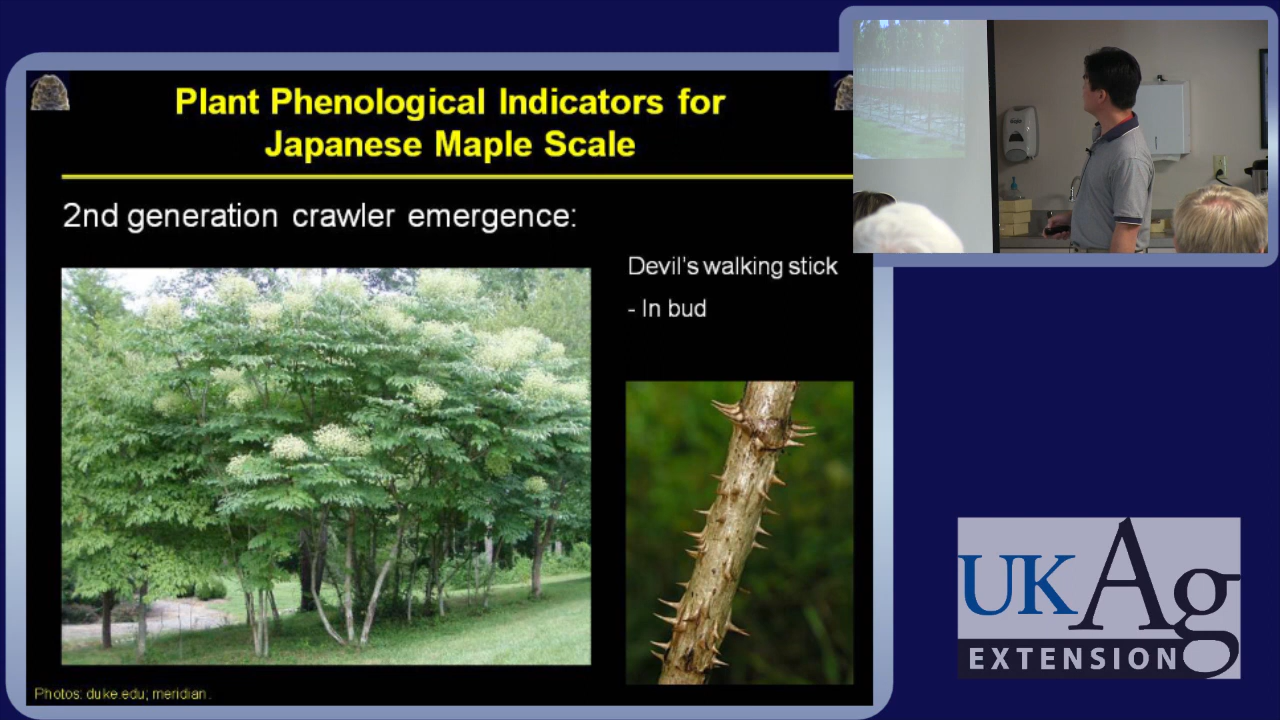 Plant Phenological Indicators for
Japanese Maple Scale
2nd generation crawler emergence:
Devil's walking stick
- In bud
Photos: duke.edu; meridian.
UKAg
EXTENSION